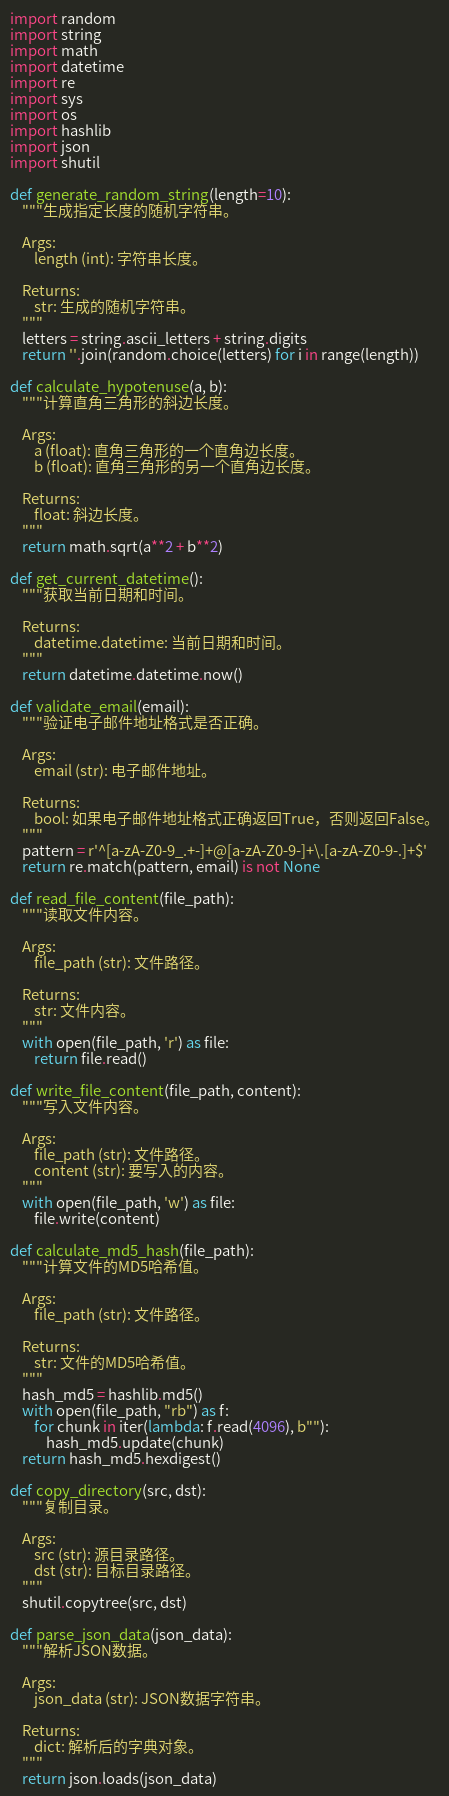 import random
import string
import math
import datetime
import re
import sys
import os
import hashlib
import json
import shutil

def generate_random_string(length=10):
    """生成指定长度的随机字符串。

    Args:
        length (int): 字符串长度。

    Returns:
        str: 生成的随机字符串。
    """
    letters = string.ascii_letters + string.digits
    return ''.join(random.choice(letters) for i in range(length))

def calculate_hypotenuse(a, b):
    """计算直角三角形的斜边长度。

    Args:
        a (float): 直角三角形的一个直角边长度。
        b (float): 直角三角形的另一个直角边长度。

    Returns:
        float: 斜边长度。
    """
    return math.sqrt(a**2 + b**2)

def get_current_datetime():
    """获取当前日期和时间。

    Returns:
        datetime.datetime: 当前日期和时间。
    """
    return datetime.datetime.now()

def validate_email(email):
    """验证电子邮件地址格式是否正确。

    Args:
        email (str): 电子邮件地址。

    Returns:
        bool: 如果电子邮件地址格式正确返回True，否则返回False。
    """
    pattern = r'^[a-zA-Z0-9_.+-]+@[a-zA-Z0-9-]+\.[a-zA-Z0-9-.]+$'
    return re.match(pattern, email) is not None

def read_file_content(file_path):
    """读取文件内容。

    Args:
        file_path (str): 文件路径。

    Returns:
        str: 文件内容。
    """
    with open(file_path, 'r') as file:
        return file.read()

def write_file_content(file_path, content):
    """写入文件内容。

    Args:
        file_path (str): 文件路径。
        content (str): 要写入的内容。
    """
    with open(file_path, 'w') as file:
        file.write(content)

def calculate_md5_hash(file_path):
    """计算文件的MD5哈希值。

    Args:
        file_path (str): 文件路径。

    Returns:
        str: 文件的MD5哈希值。
    """
    hash_md5 = hashlib.md5()
    with open(file_path, "rb") as f:
        for chunk in iter(lambda: f.read(4096), b""):
            hash_md5.update(chunk)
    return hash_md5.hexdigest()

def copy_directory(src, dst):
    """复制目录。

    Args:
        src (str): 源目录路径。
        dst (str): 目标目录路径。
    """
    shutil.copytree(src, dst)

def parse_json_data(json_data):
    """解析JSON数据。

    Args:
        json_data (str): JSON数据字符串。

    Returns:
        dict: 解析后的字典对象。
    """
    return json.loads(json_data)